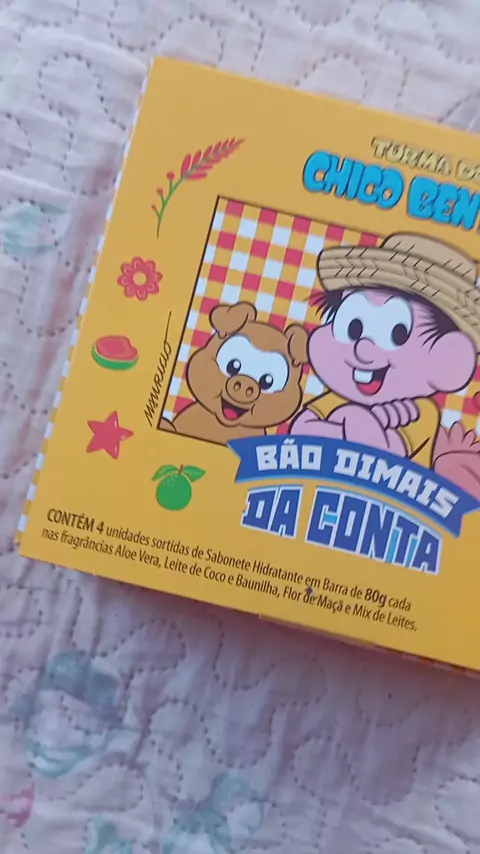 TURMA DO
CHICO BEN
MAURICIO
BÃO DIMAIS
DA CONTA
CONTÉM 4 unidades sortidas de Sabonete Hidratante em Barra de 80g cada
nas fragrâncias Aloe Vera, Leite de Coco e Baunilha, Flor de Maçã e Mix de Leites.